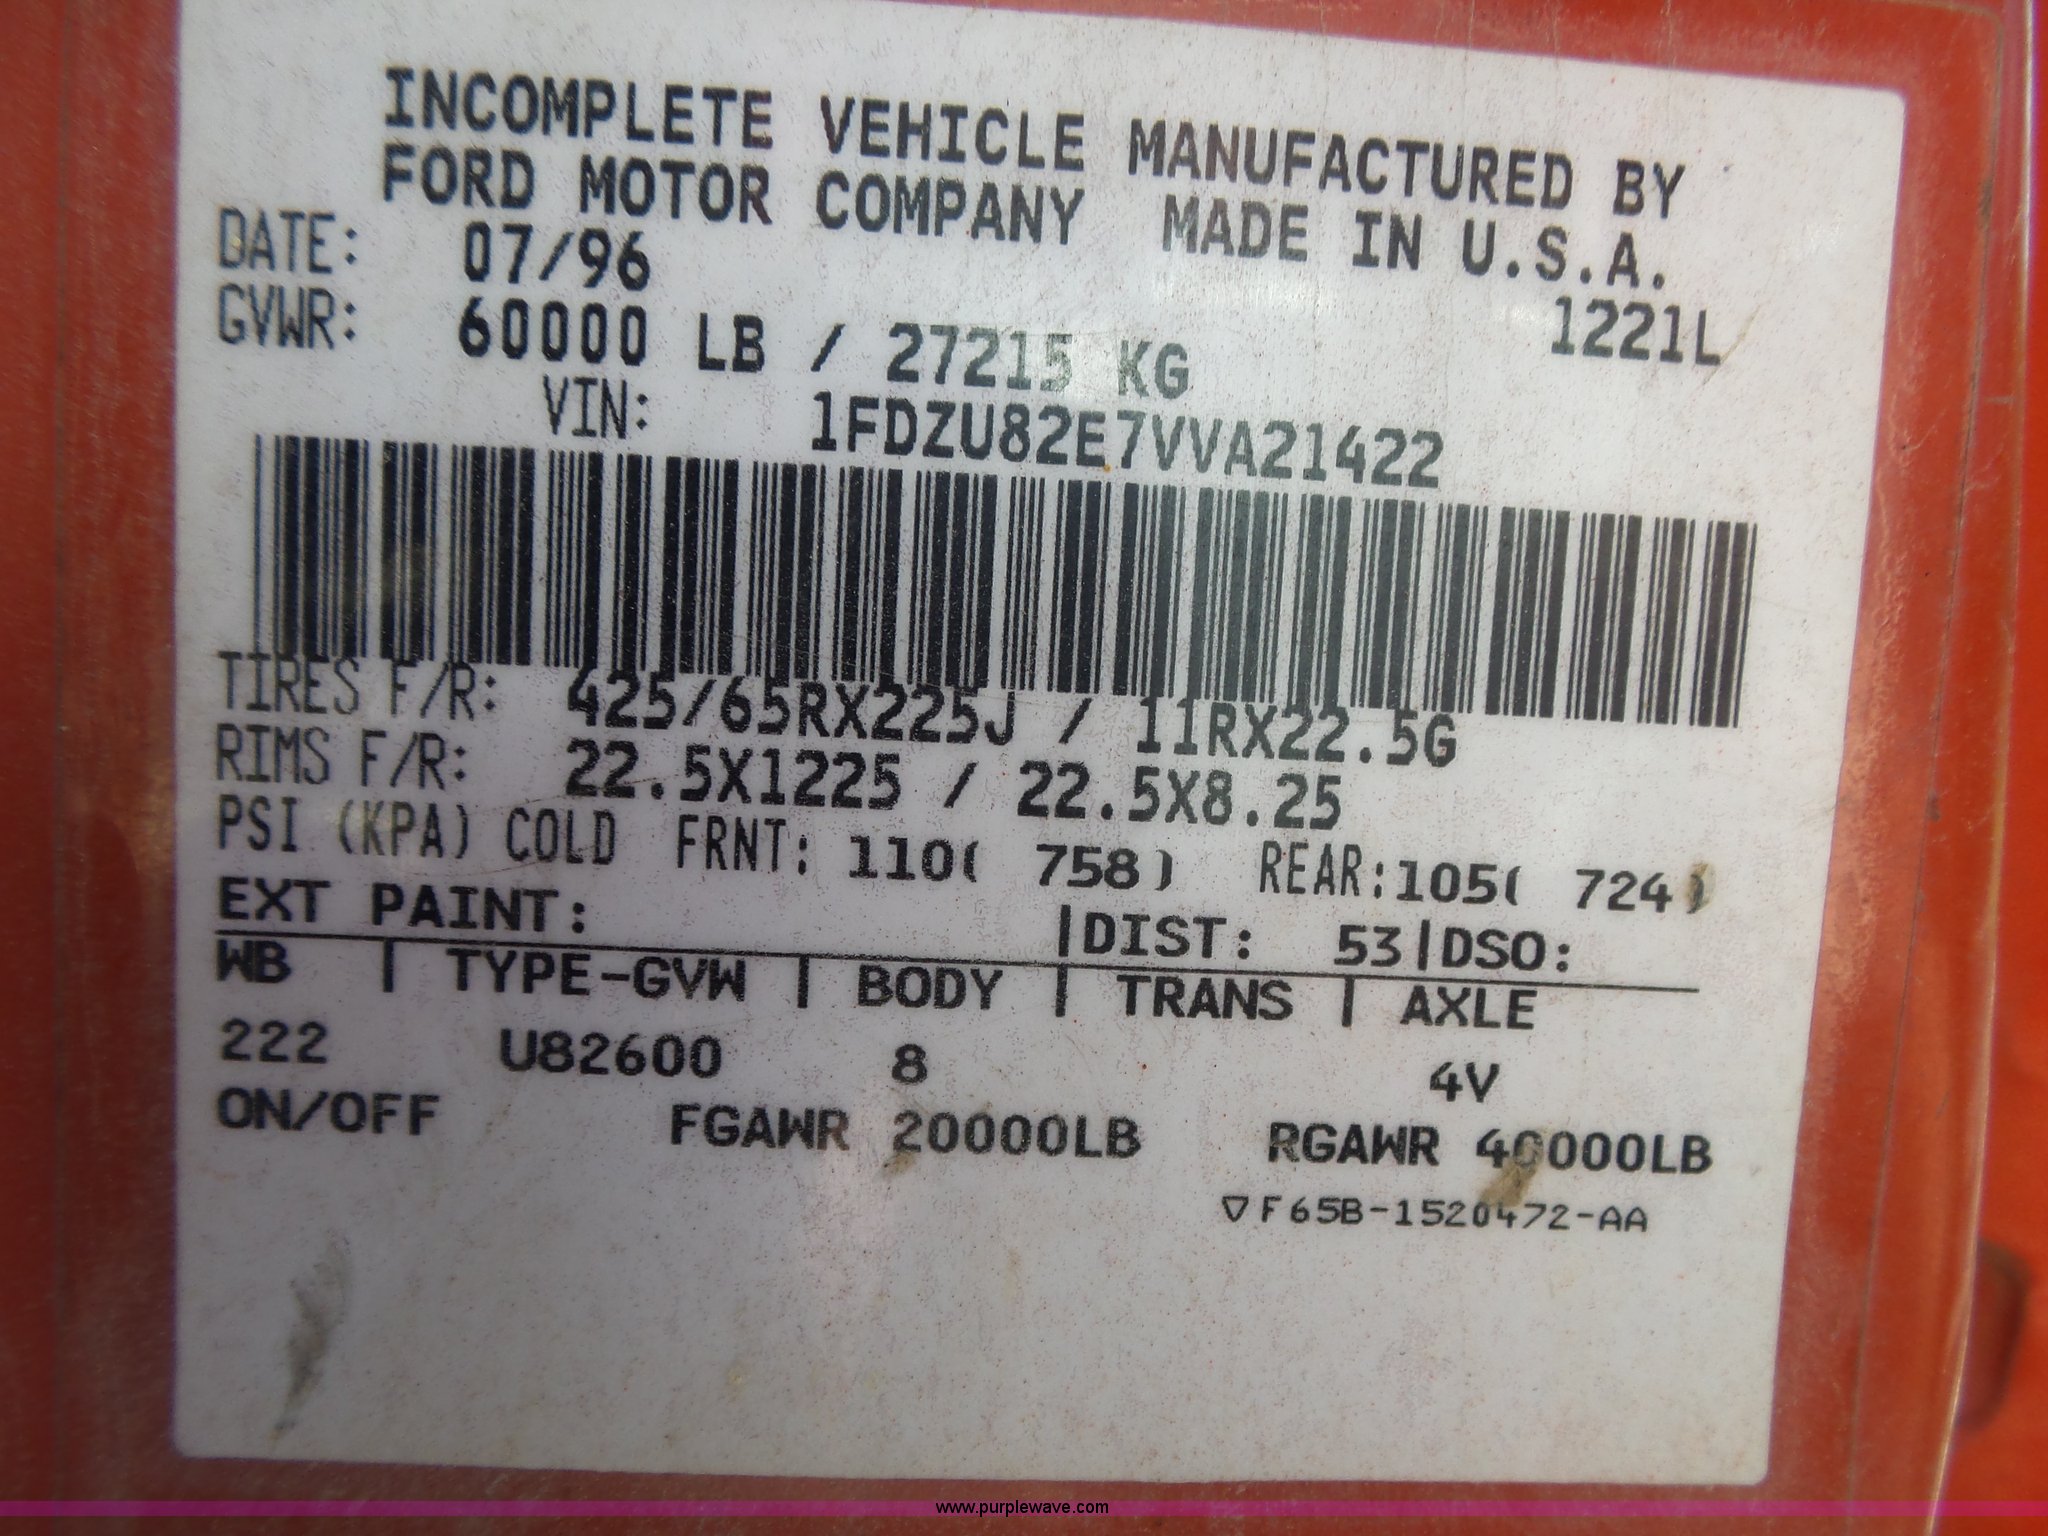 INCOMPLETE VEHICLE MANUFACTURED BY
FORD MOTOR COMPANY MADE IN U.S.A.
DATE: 07/96 1221L
GVWR: 60000 LB / 27215 KG
VIN: 1FDZU82E7VVA21422
TIRES F/R: 425/65RX225J / 11RX22.5G
RIMS F/R: 22.5X1225 / 22.5X8.25
PSI (KPA) COLD FRNT: 110( 758) REAR:105( 724)
EXT PAINT: |DIST: 53|DSO:
WB | TYPE-GVW | BODY | TRANS | AXLE
222 U82600 8 4V
ON/OFF FGAWR 20000LB RGAWR 40000LB
▽F65B-1520472-AA
www.purplewave.com